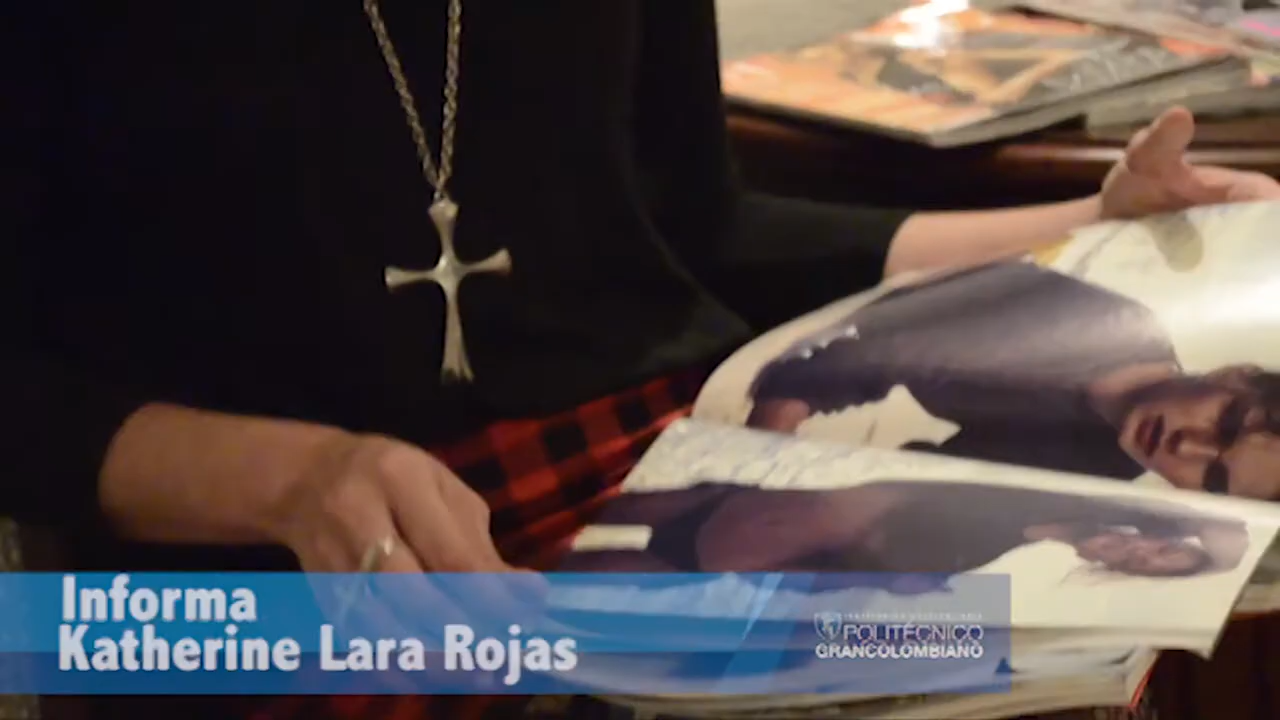 Informa
Katherine Lara Rojas
POLITÉCNICO
GRANCOLOMBIANO